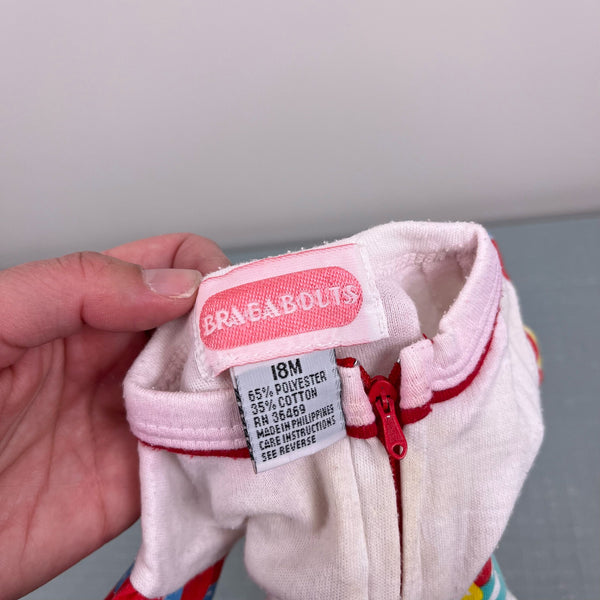 BRAGABOUTS
18M
65% POLYESTER
35% COTTON
RN 36469
MADE IN PHILIPPINES
CARE INSTRUCTIONS
SEE REVERSE